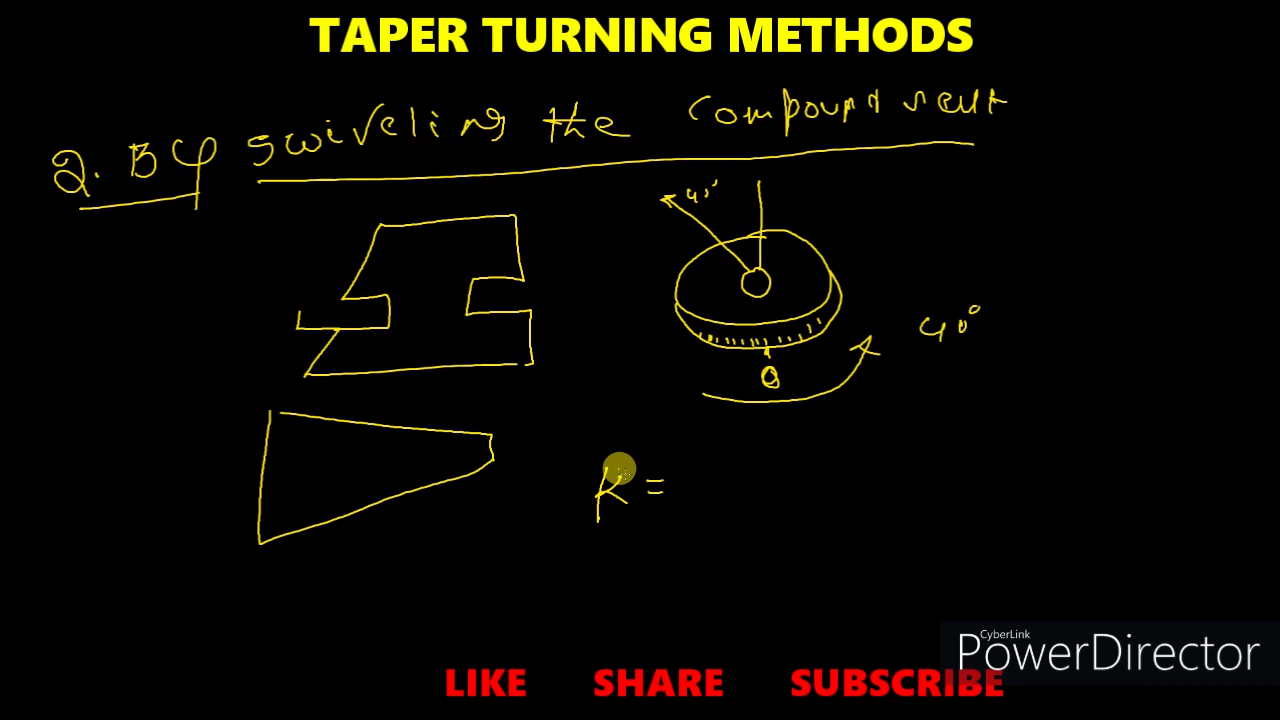 TAPER TURNING METHODS
2. BY swiveling the compound rest
40°
40°
0
K =
CyberLink
PowerDirector
LIKE SHARE SUBSCRIBE